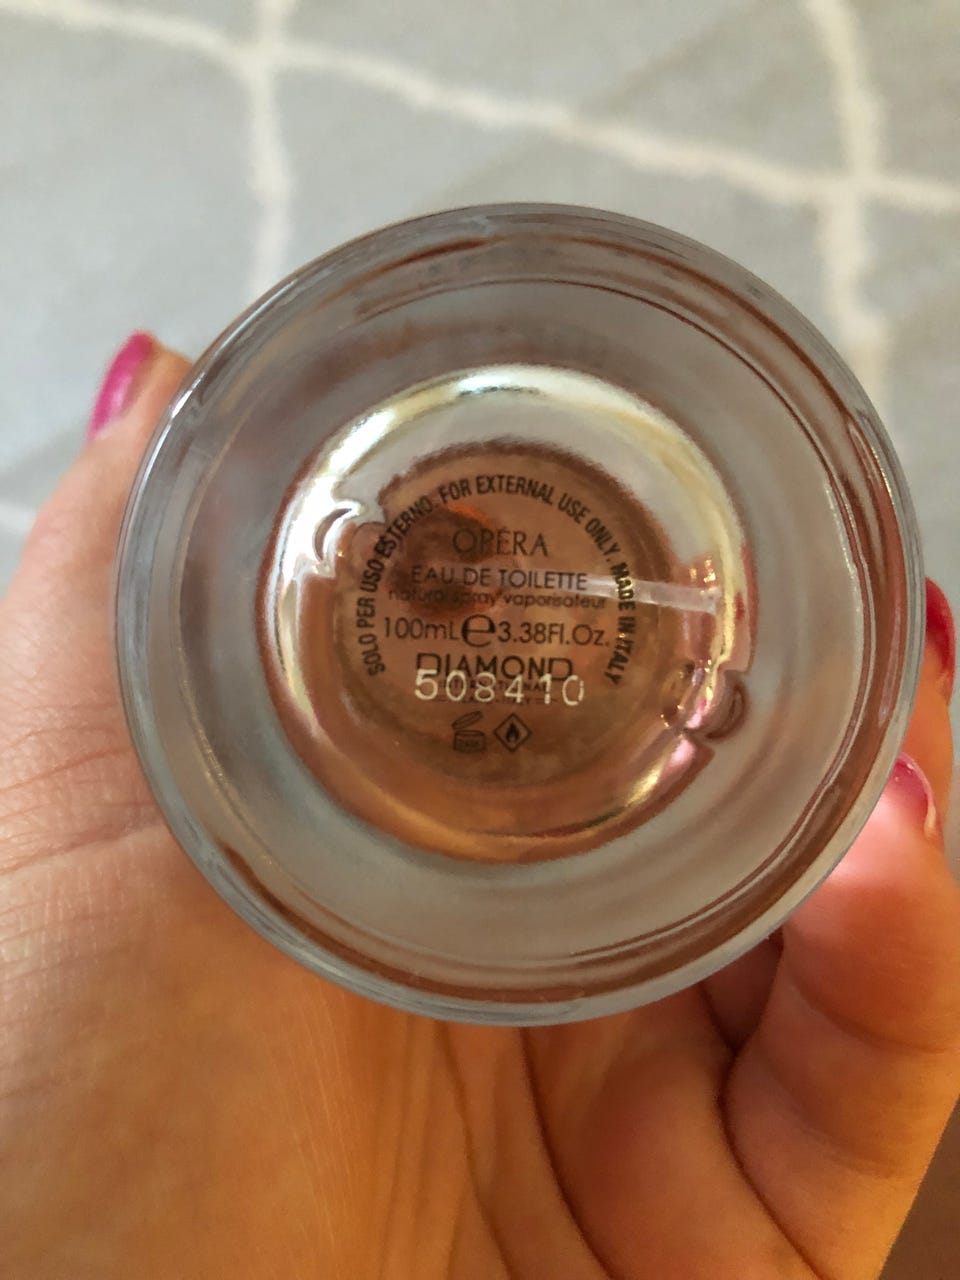 SOLO PER USO ESTERNO. FOR EXTERNAL USE ONLY. MADE IN ITALY
OPÉRA
EAU DE TOILETTE
natural spray vaporisateur
100mL e 3.38Fl.Oz.
DIAMOND
508410